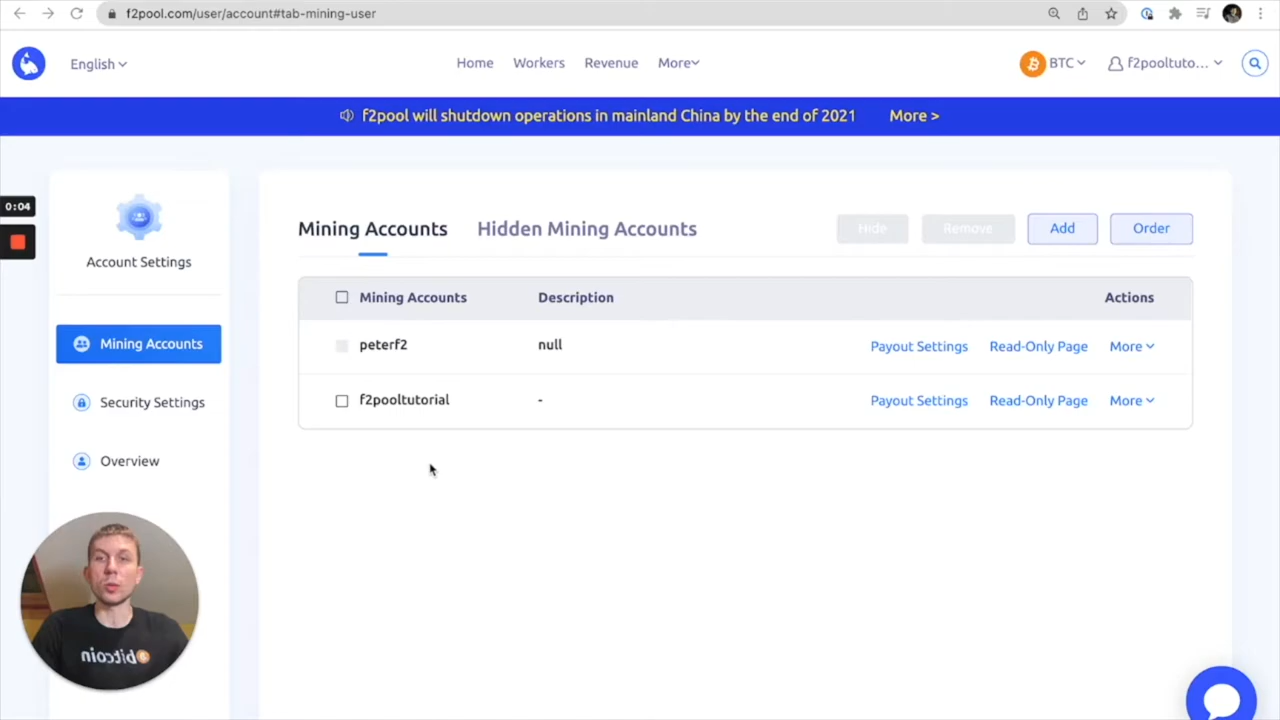 f2pool.com/user/account#tab-mining-user
English
Home Workers Revenue More
BTC f2pooltuto...
f2pool will shutdown operations in mainland China by the end of 2021 More >
0:04
Account Settings
Mining Accounts
Security Settings
Overview
Mining Accounts Hidden Mining Accounts Hide Remove Add Order
Mining Accounts Description Actions
peterf2 null Payout Settings Read-Only Page More
f2pooltutorial - Payout Settings Read-Only Page More
bitcoin